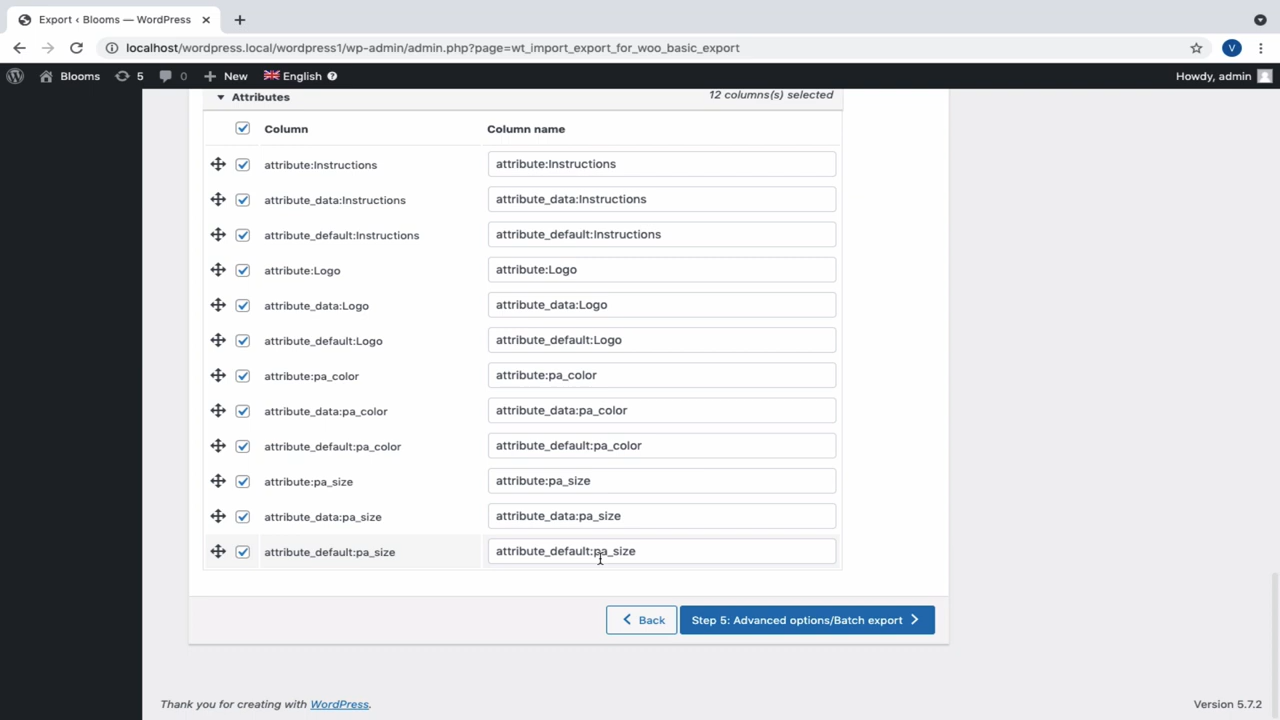 Export ‹ Blooms — WordPress
localhost/wordpress.local/wordpress1/wp-admin/admin.php?page=wt_import_export_for_woo_basic_export
V
Blooms 5 0 New English Howdy, admin
Attributes 12 columns(s) selected
Column Column name
attribute:Instructions attribute:Instructions
attribute_data:Instructions attribute_data:Instructions
attribute_default:Instructions attribute_default:Instructions
attribute:Logo attribute:Logo
attribute_data:Logo attribute_data:Logo
attribute_default:Logo attribute_default:Logo
attribute:pa_color attribute:pa_color
attribute_data:pa_color attribute_data:pa_color
attribute_default:pa_color attribute_default:pa_color
attribute:pa_size attribute:pa_size
attribute_data:pa_size attribute_data:pa_size
attribute_default:pa_size attribute_default:pa_size
Back Step 5: Advanced options/Batch export
Thank you for creating with WordPress. Version 5.7.2